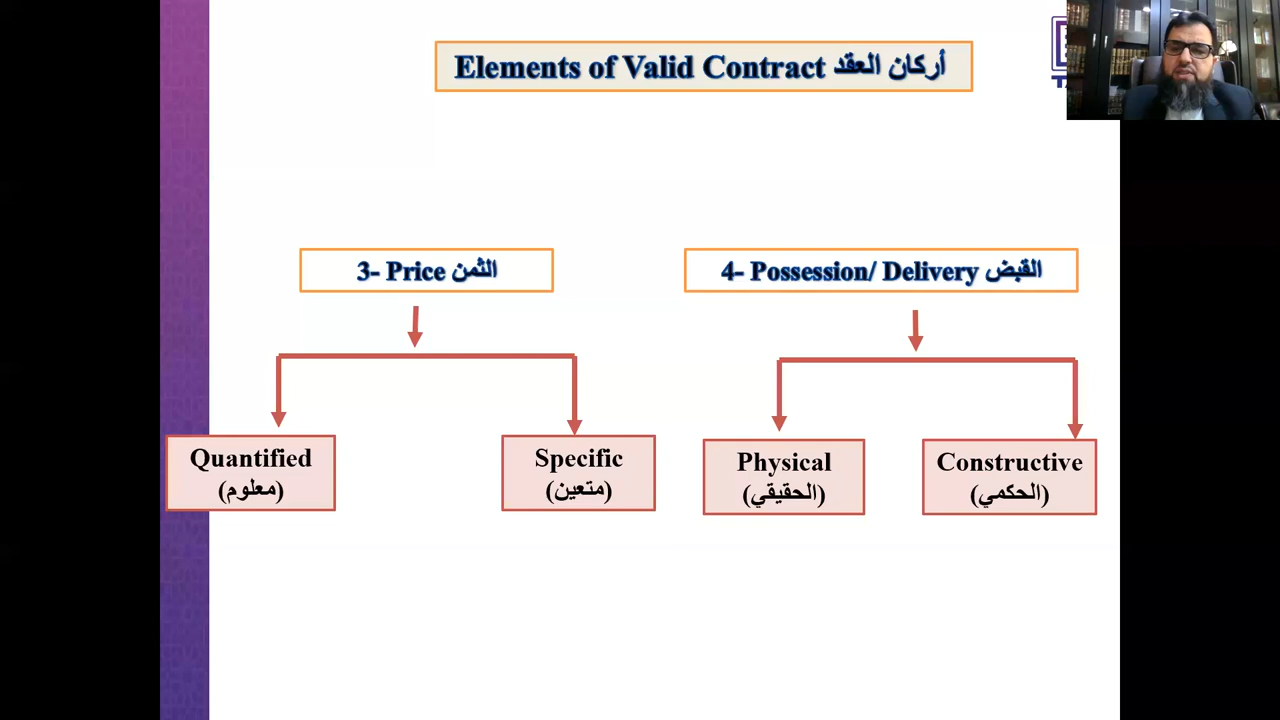 Elements of Valid Contract أركان العقد
3- Price الثمن
4- Possession/ Delivery القبض
Quantified
(معلوم)
Specific
(متعين)
Physical
(الحقيقي)
Constructive
(الحكمي)